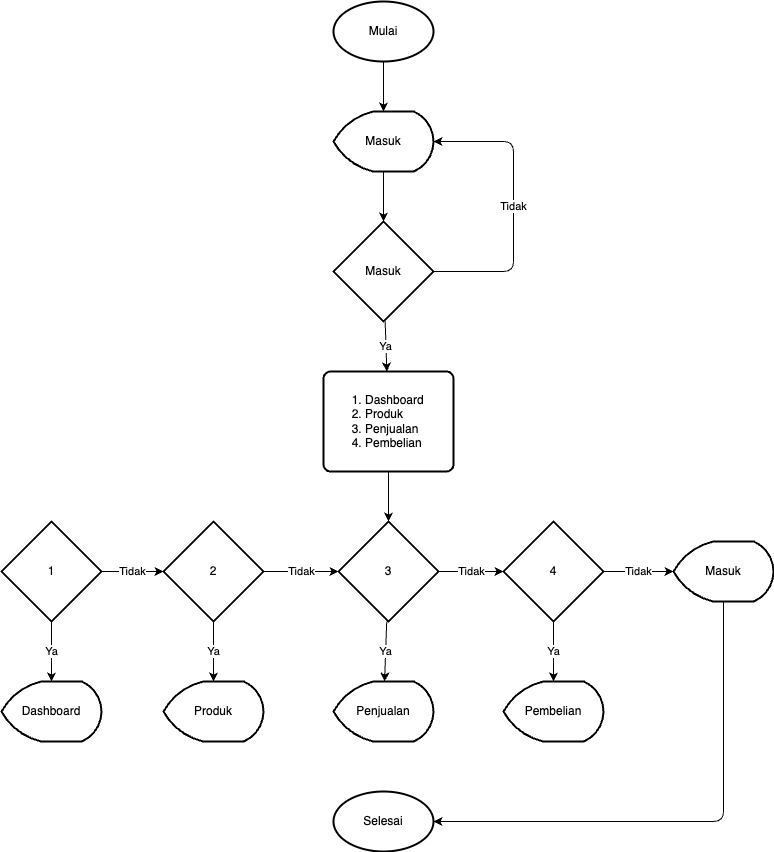 Mulai
Masuk
Tidak
Masuk
Ya
1. Dashboard
2. Produk
3. Penjualan
4. Pembelian
1
Tidak
2
Tidak
3
Tidak
4
Tidak
Masuk
Ya
Ya
Ya
Ya
Dashboard
Produk
Penjualan
Pembelian
Selesai